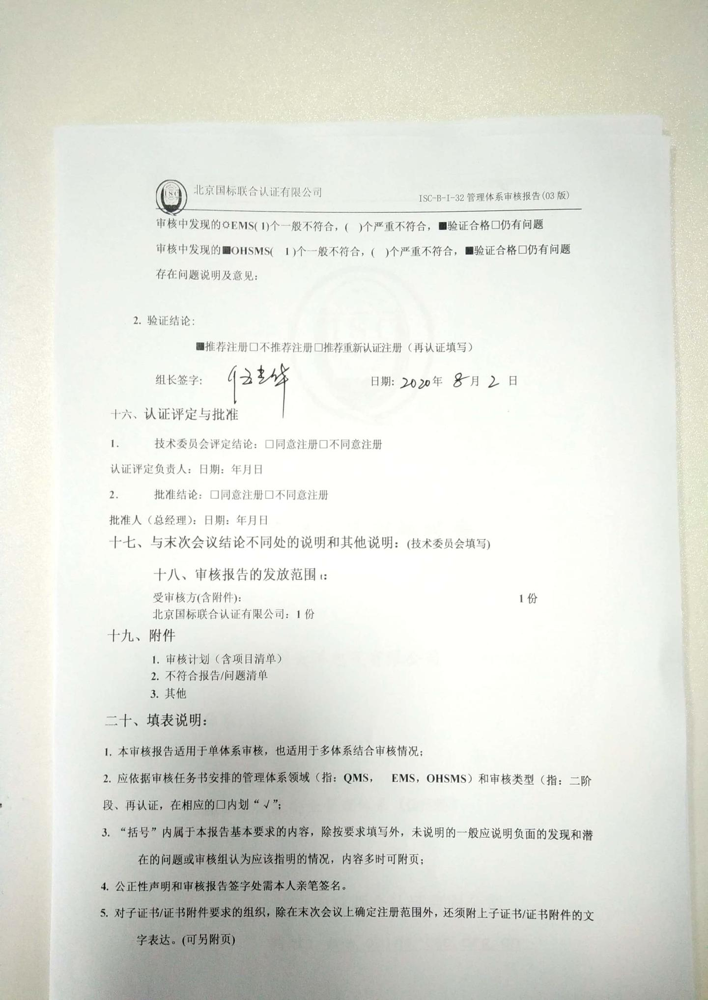 ISC
北京国标联合认证有限公司
ISC-B-I-32 管理体系审核报告(03 版)
审核中发现的✡EMS( 1)个一般不符合，( )个严重不符合，■验证合格□仍有问题
审核中发现的■OHSMS( 1 )个一般不符合，( )个严重不符合，■验证合格□仍有问题
存在问题说明及意见：
2. 验证结论：
■推荐注册□不推荐注册□推荐重新认证注册（再认证填写）
组长签字： 日期：2020年 8月 2 日
十六、认证评定与批准
1. 技术委员会评定结论：□同意注册□不同意注册
认证评定负责人：日期：年月日
2. 批准结论：□同意注册□不同意注册
批准人（总经理）：日期：年月日
十七、与末次会议结论不同处的说明和其他说明：(技术委员会填写)
十八、审核报告的发放范围 t：
受审核方(含附件)： 1 份
北京国标联合认证有限公司：1 份
十九、附件
1. 审核计划（含项目清单）
2. 不符合报告/问题清单
3. 其他
二十、填表说明：
1. 本审核报告适用于单体系审核，也适用于多体系结合审核情况；
2. 应依据审核任务书安排的管理体系领域（指：QMS， EMS，OHSMS）和审核类型（指：二阶
段、再认证，在相应的□内划“√”；
3. “括号”内属于本报告基本要求的内容，除按要求填写外，未说明的一般应说明负面的发现和潜
在的问题或审核组认为应该指明的情况，内容多时可附页；
4. 公正性声明和审核报告签字处需本人亲笔签名。
5. 对子证书/证书附件要求的组织，除在末次会议上确定注册范围外，还须附上子证书/证书附件的文
字表达。(可另附页)